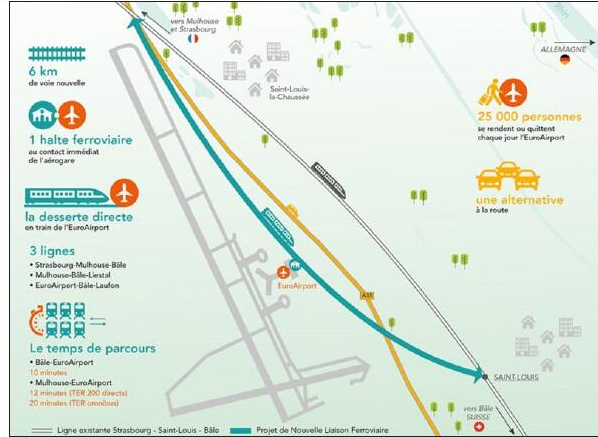 vers Mulhouse
et Strasbourg
Rhin
ALLEMAGNE
6 km
de voie nouvelle
Saint-Louis-
la-Chaussée
25 000 personnes
se rendent ou quittent
chaque jour l'EuroAirport
1 halte ferroviaire
au contact immédiat
de l'aérogare
une alternative
à la route
la desserte directe
en train de l'EuroAirport
3 lignes
• Strasbourg-Mulhouse-Bâle
• Mulhouse-Bâle-Liestal
• EuroAirport-Bâle-Laufon
EuroAirport
A35
Le temps de parcours
• Bâle-EuroAirport
10 minutes
• Mulhouse-EuroAirport
12 minutes (TER 200 directs)
20 minutes (TER omnibus)
SAINT-LOUIS
vers Bâle
SUISSE
Ligne existante Strasbourg - Saint-Louis - Bâle
Projet de Nouvelle Liaison Ferroviaire